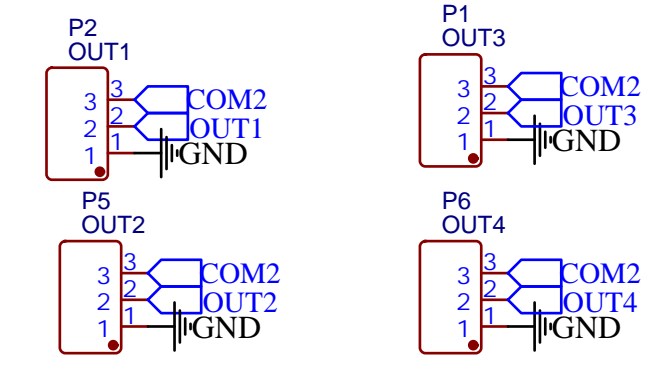 P2
OUT1
3 3 COM2
2 2 OUT1
1 1 GND
P1
OUT3
3 3 COM2
2 2 OUT3
1 1 GND
P5
OUT2
3 3 COM2
2 2 OUT2
1 1 GND
P6
OUT4
3 3 COM2
2 2 OUT4
1 1 GND